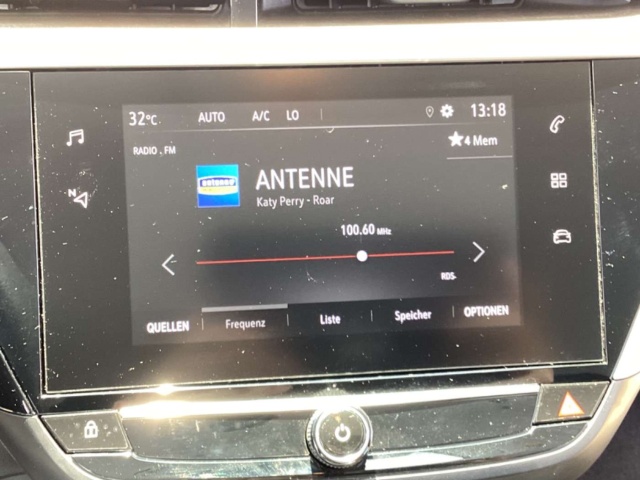 32°C AUTO A/C LO 13:18
RADIO . FM
★4 Mem
antenne
ANTENNE
Katy Perry - Roar
100.60 MHz
RDS
QUELLEN Frequenz Liste Speicher OPTIONEN
N